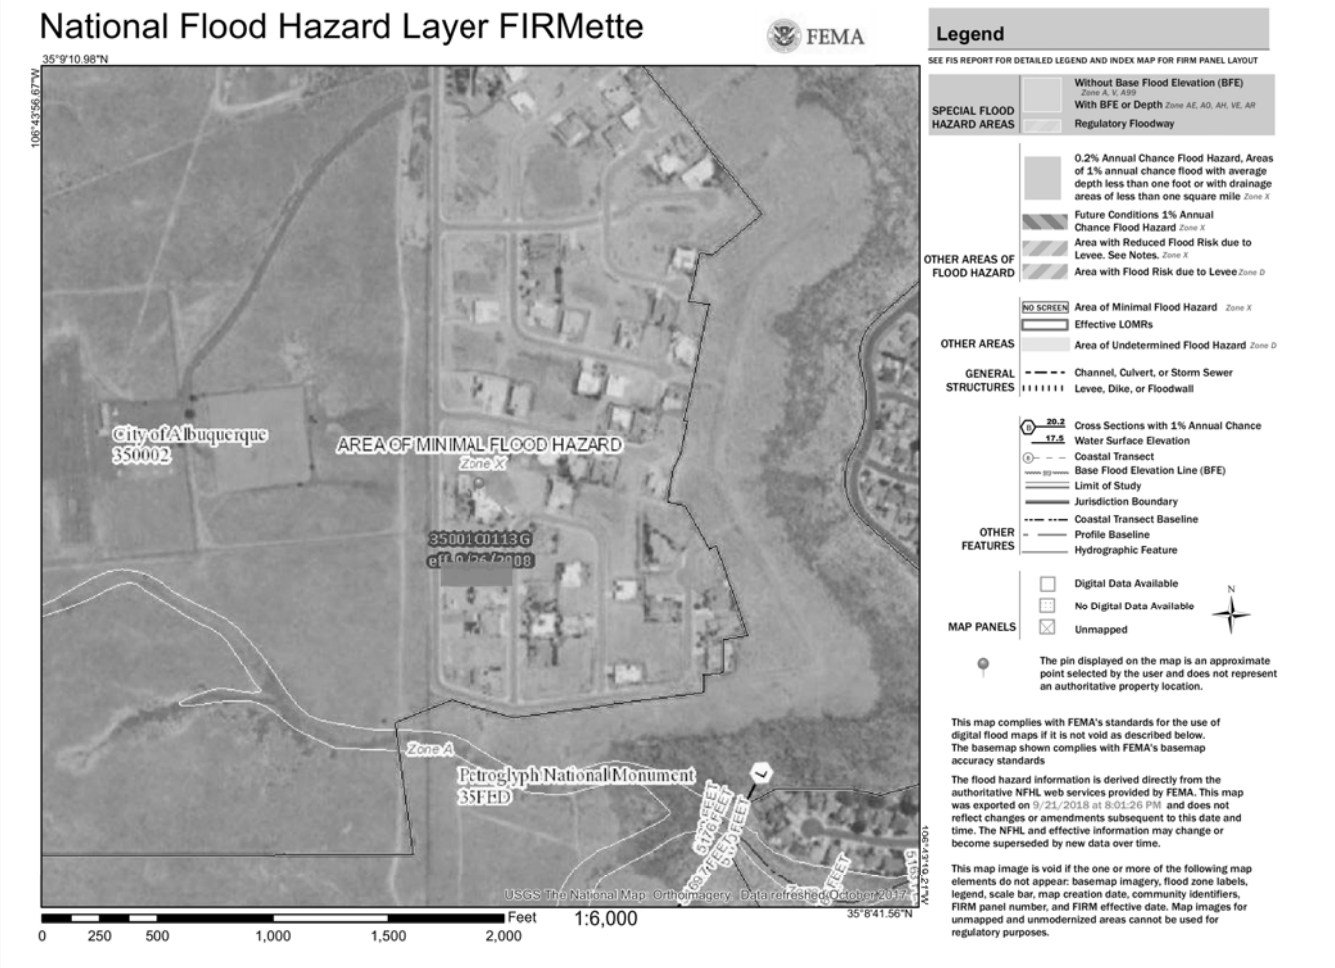 National Flood Hazard Layer FIRMette
FEMA
Legend
35°9'10.98"N
106°43'56.67"W
SEE FIS REPORT FOR DETAILED LEGEND AND INDEX MAP FOR FIRM PANEL LAYOUT
SPECIAL FLOOD
HAZARD AREAS
Without Base Flood Elevation (BFE)
Zone A, V, A99
With BFE or Depth Zone AE, AO, AH, VE, AR
Regulatory Floodway
0.2% Annual Chance Flood Hazard, Areas
of 1% annual chance flood with average
depth less than one foot or with drainage
areas of less than one square mile Zone X
Future Conditions 1% Annual
Chance Flood Hazard Zone X
Area with Reduced Flood Risk due to
Levee. See Notes. Zone X
Area with Flood Risk due to Levee Zone D
OTHER AREAS OF
FLOOD HAZARD
NO SCREEN Area of Minimal Flood Hazard Zone X
Effective LOMRs
OTHER AREAS
Area of Undetermined Flood Hazard Zone D
GENERAL
STRUCTURES
Channel, Culvert, or Storm Sewer
Levee, Dike, or Floodwall
B 20.2 Cross Sections with 1% Annual Chance
17.5 Water Surface Elevation
Coastal Transect
Base Flood Elevation Line (BFE)
Limit of Study
Jurisdiction Boundary
Coastal Transect Baseline
OTHER
FEATURES
Profile Baseline
Hydrographic Feature
Digital Data Available
No Digital Data Available
N
MAP PANELS
Unmapped
The pin displayed on the map is an approximate
point selected by the user and does not represent
an authoritative property location.
This map complies with FEMA's standards for the use of
digital flood maps if it is not void as described below.
The basemap shown complies with FEMA's basemap
accuracy standards
The flood hazard information is derived directly from the
authoritative NFHL web services provided by FEMA. This map
was exported on 9/21/2018 at 8:01:26 PM and does not
reflect changes or amendments subsequent to this date and
time. The NFHL and effective information may change or
become superseded by new data over time.
This map image is void if the one or more of the following map
elements do not appear: basemap imagery, flood zone labels,
legend, scale bar, map creation date, community identifiers,
FIRM panel number, and FIRM effective date. Map images for
unmapped and unmodernized areas cannot be used for
regulatory purposes.
City of Albuquerque
350002
AREA OF MINIMAL FLOOD HAZARD
Zone X
35001C0113G
eff. 9/26/2008
Zone A
Petroglyph National Monument
35FED
FEET
FEET
FEET
FEET
FEET
USGS The National Map: Orthoimagery. Data refreshed October 2017.
106°43'19.21"W
35°8'41.56"N
Feet
1:6,000
0
250
500
1,000
1,500
2,000